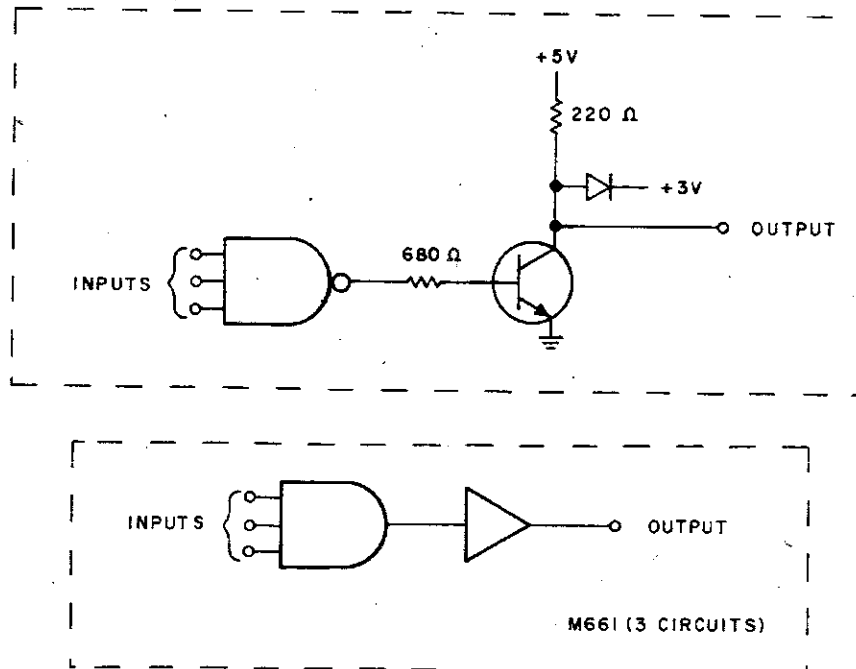 +5V
220 Ω
+3V
OUTPUT
680 Ω
INPUTS
INPUTS
OUTPUT
M661 (3 CIRCUITS)